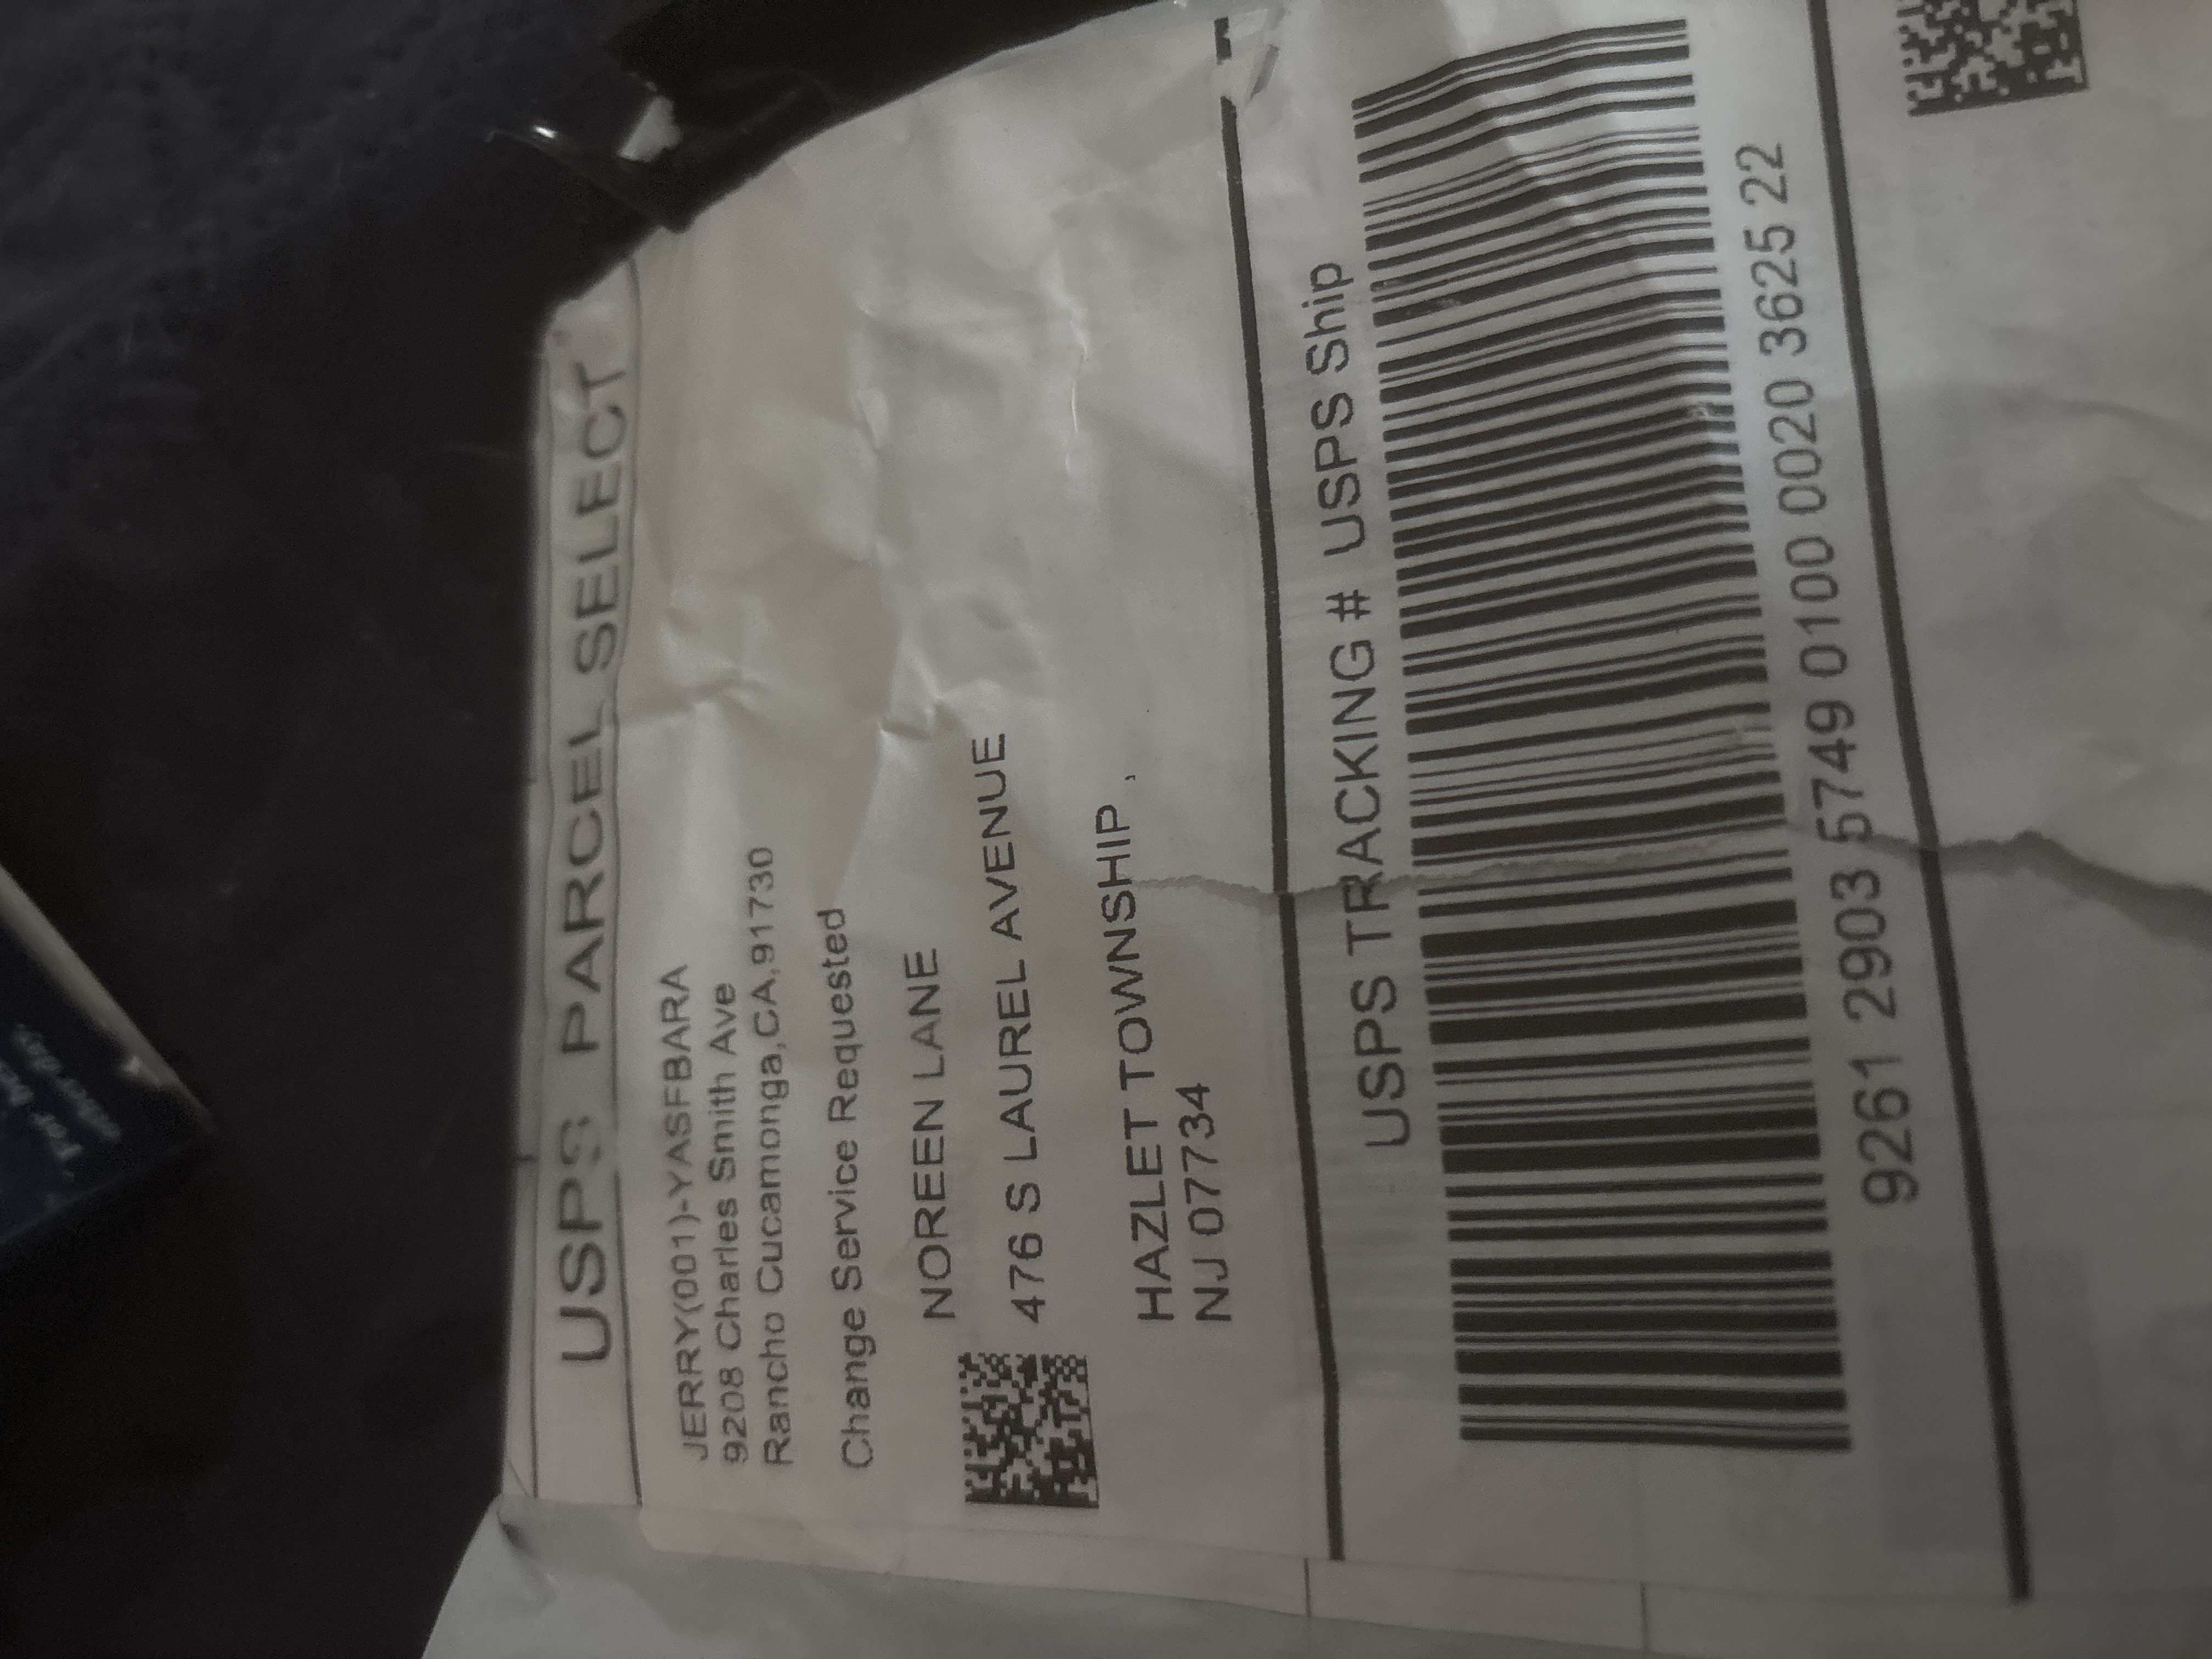 USPS PARCEL SELECT
JERRY(001)-YASFBARA
9208 Charles Smith Ave
Rancho Cucamonga,CA,91730
Change Service Requested
NOREEN LANE
476 S LAUREL AVENUE
HAZLET TOWNSHIP ,
NJ 07734
USPS TRACKING # USPS Ship
9261 2903 5749 0100 0020 3625 22